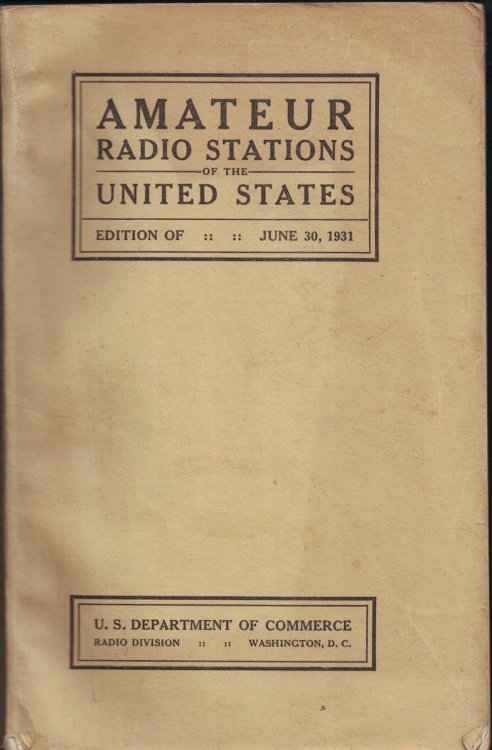 AMATEUR
RADIO STATIONS
OF THE
UNITED STATES
EDITION OF :: :: JUNE 30, 1931
U. S. DEPARTMENT OF COMMERCE
RADIO DIVISION :: :: WASHINGTON, D. C.